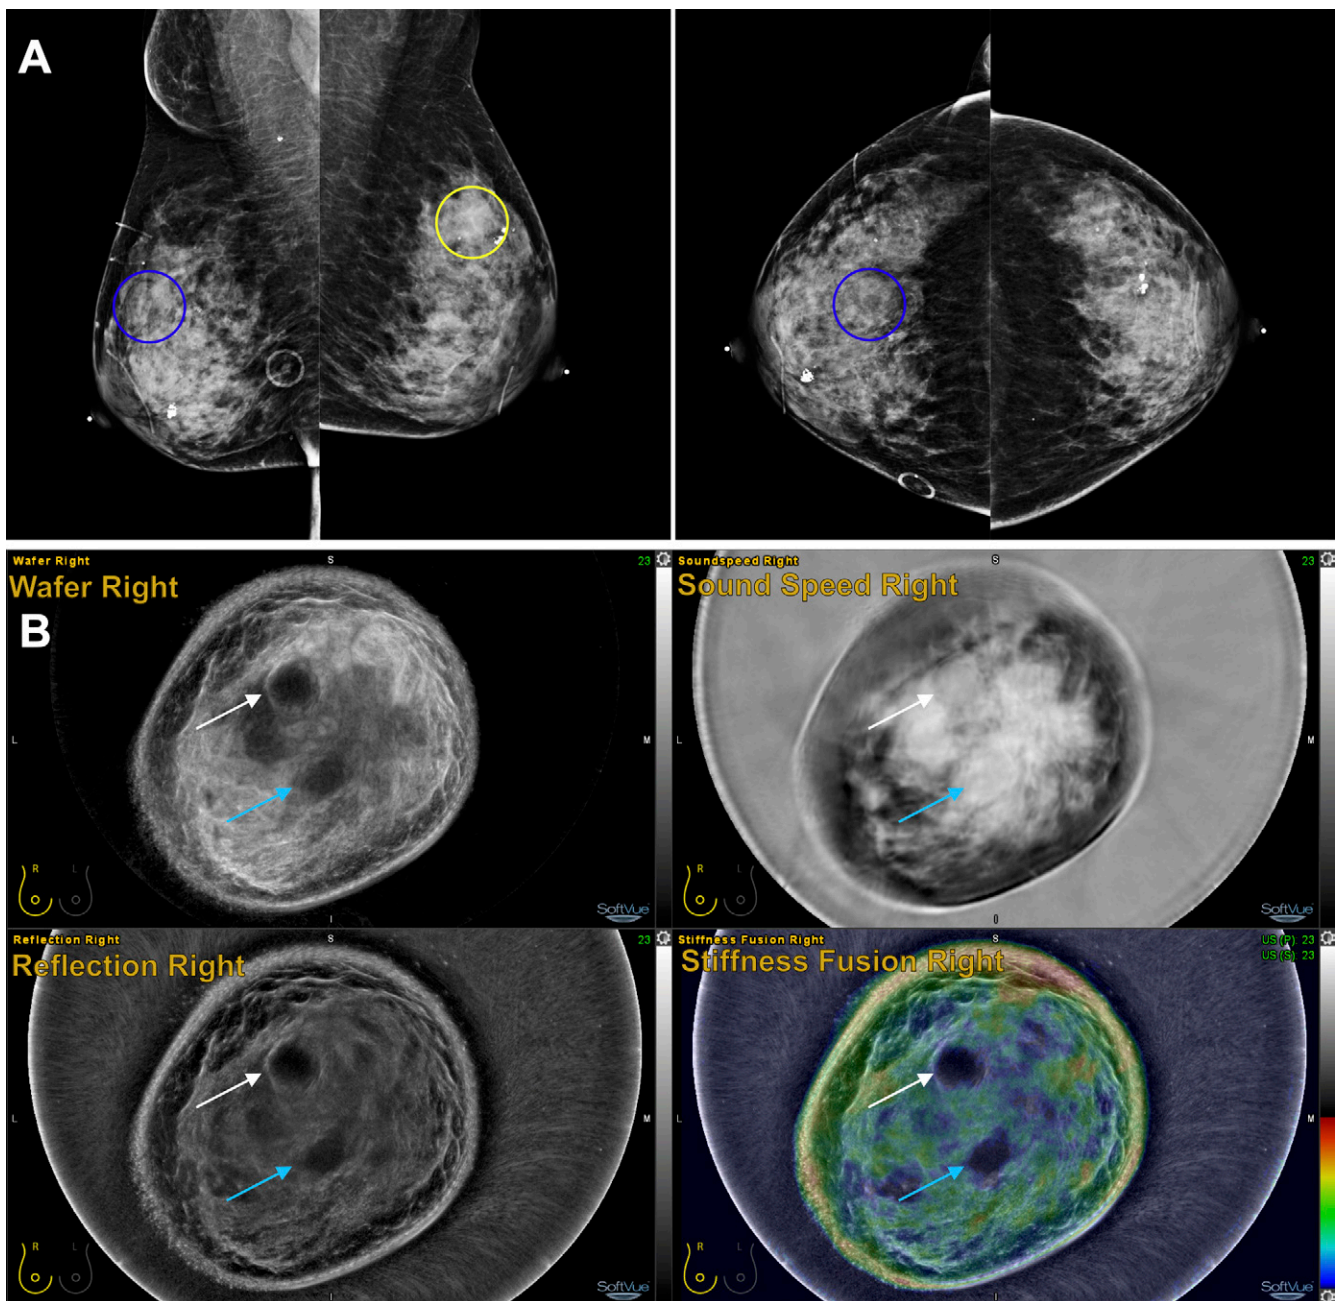 A
Wafer Right
Wafer Right
B
S
23
L
M
I
R
L
SoftVue
Soundspeed Right
Sound Speed Right
S
23
L
M
I
R
L
SoftVue
Reflection Right
Reflection Right
S
23
L
M
I
R
L
SoftVue
Stiffness Fusion Right
Stiffness Fusion Right
S
US (P): 23
US (S): 23
L
M
I
R
L
SoftVue